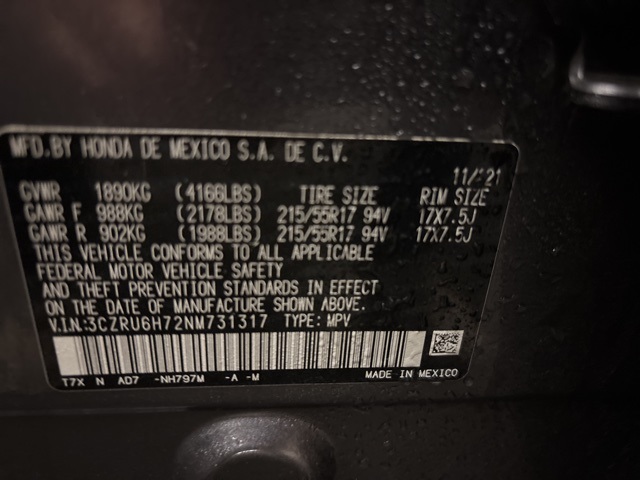 MFD.BY HONDA DE MEXICO S.A. DE C.V.
11/21
GVWR 1890KG (4166LBS) TIRE SIZE RIM SIZE
GAWR F 988KG (2178LBS) 215/55R17 94V 17X7.5J
GAWR R 902KG (1988LBS) 215/55R17 94V 17X7.5J
THIS VEHICLE CONFORMS TO ALL APPLICABLE
FEDERAL MOTOR VEHICLE SAFETY
AND THEFT PREVENTION STANDARDS IN EFFECT
ON THE DATE OF MANUFACTURE SHOWN ABOVE.
V.I.N:3CZRU6H72NM731317 TYPE: MPV
T7X N AD7 -NH797M -A -M MADE IN MEXICO